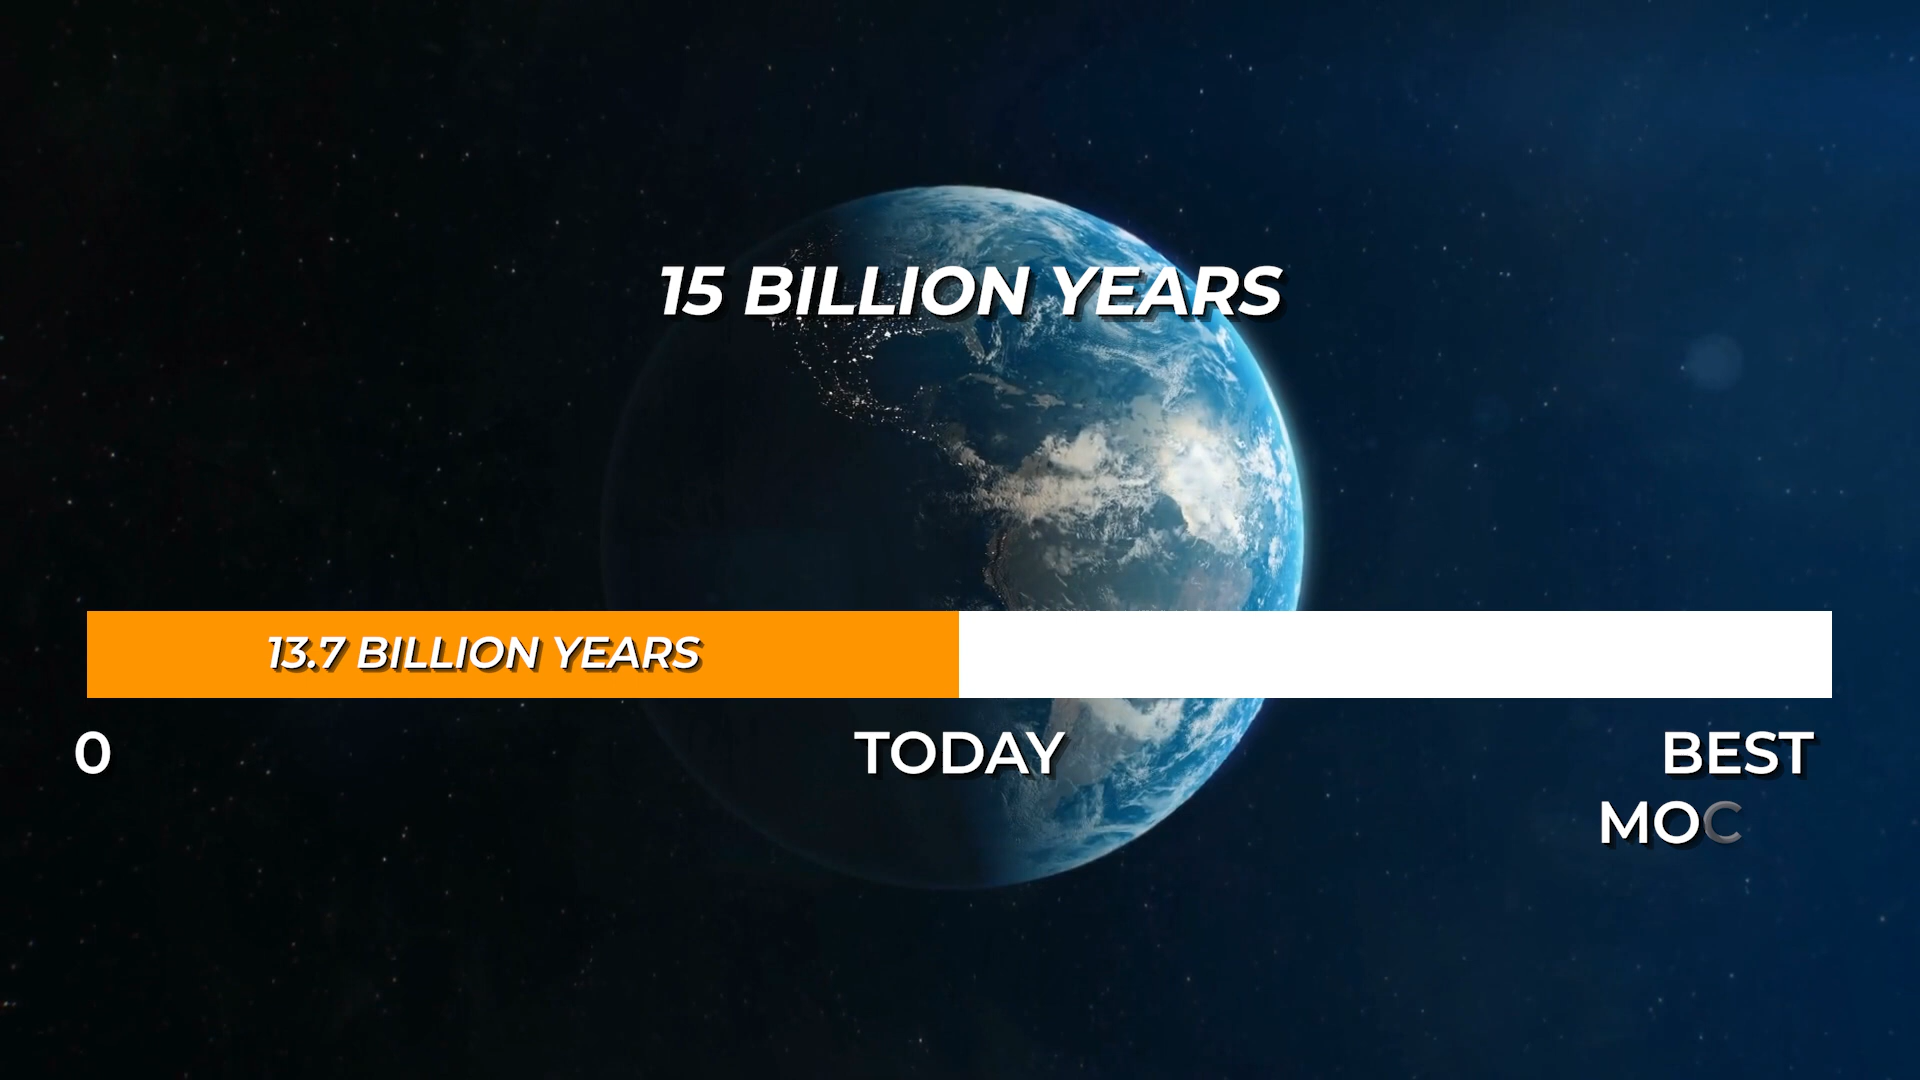 15 BILLION YEARS
13.7 BILLION YEARS
0
TODAY
BEST
MOC